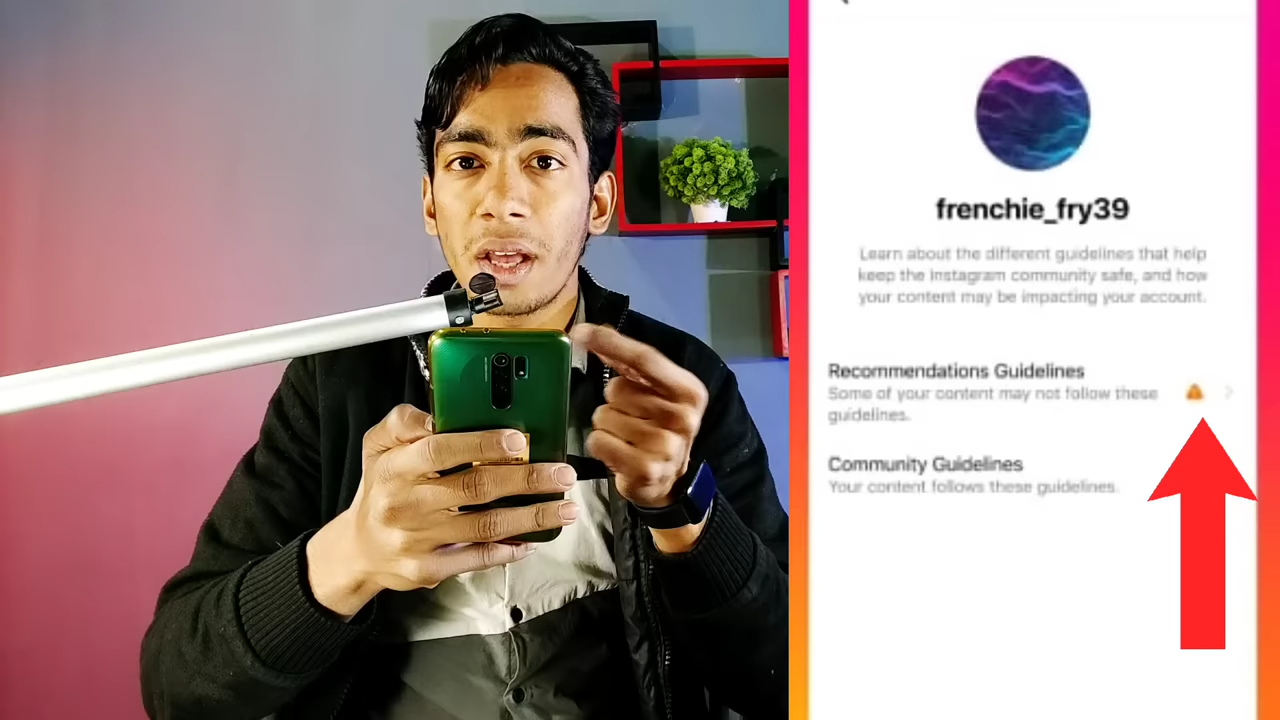 frenchie_fry39
Learn about the different guidelines that help
keep the Instagram community safe, and how
your content may be impacting your account.
Recommendations Guidelines
Some of your content may not follow these
guidelines.
Community Guidelines
Your content follows these guidelines.